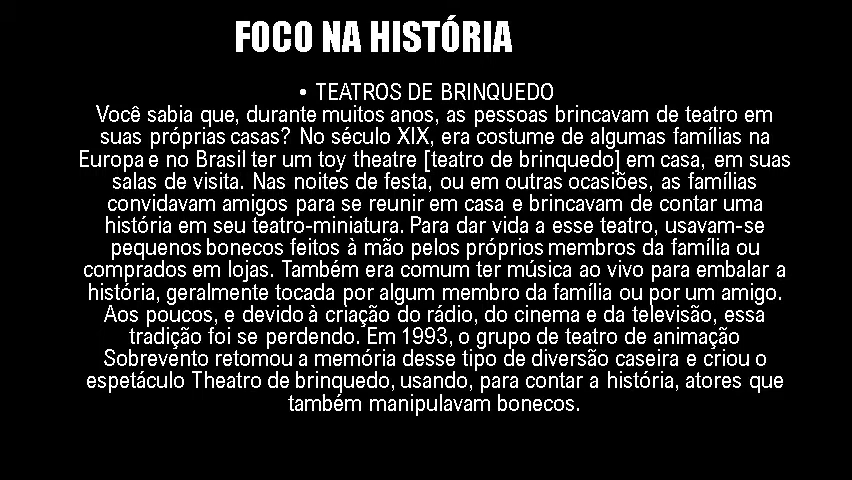 FOCO NA HISTÓRIA
• TEATROS DE BRINQUEDO
Você sabia que, durante muitos anos, as pessoas brincavam de teatro em
suas próprias casas? No século XIX, era costume de algumas famílias na
Europa e no Brasil ter um toy theatre [teatro de brinquedo] em casa, em suas
salas de visita. Nas noites de festa, ou em outras ocasiões, as famílias
convidavam amigos para se reunir em casa e brincavam de contar uma
história em seu teatro-miniatura. Para dar vida a esse teatro, usavam-se
pequenos bonecos feitos à mão pelos próprios membros da família ou
comprados em lojas. Também era comum ter música ao vivo para embalar a
história, geralmente tocada por algum membro da família ou por um amigo.
Aos poucos, e devido à criação do rádio, do cinema e da televisão, essa
tradição foi se perdendo. Em 1993, o grupo de teatro de animação
Sobrevento retomou a memória desse tipo de diversão caseira e criou o
espetáculo Theatro de brinquedo, usando, para contar a história, atores que
também manipulavam bonecos.